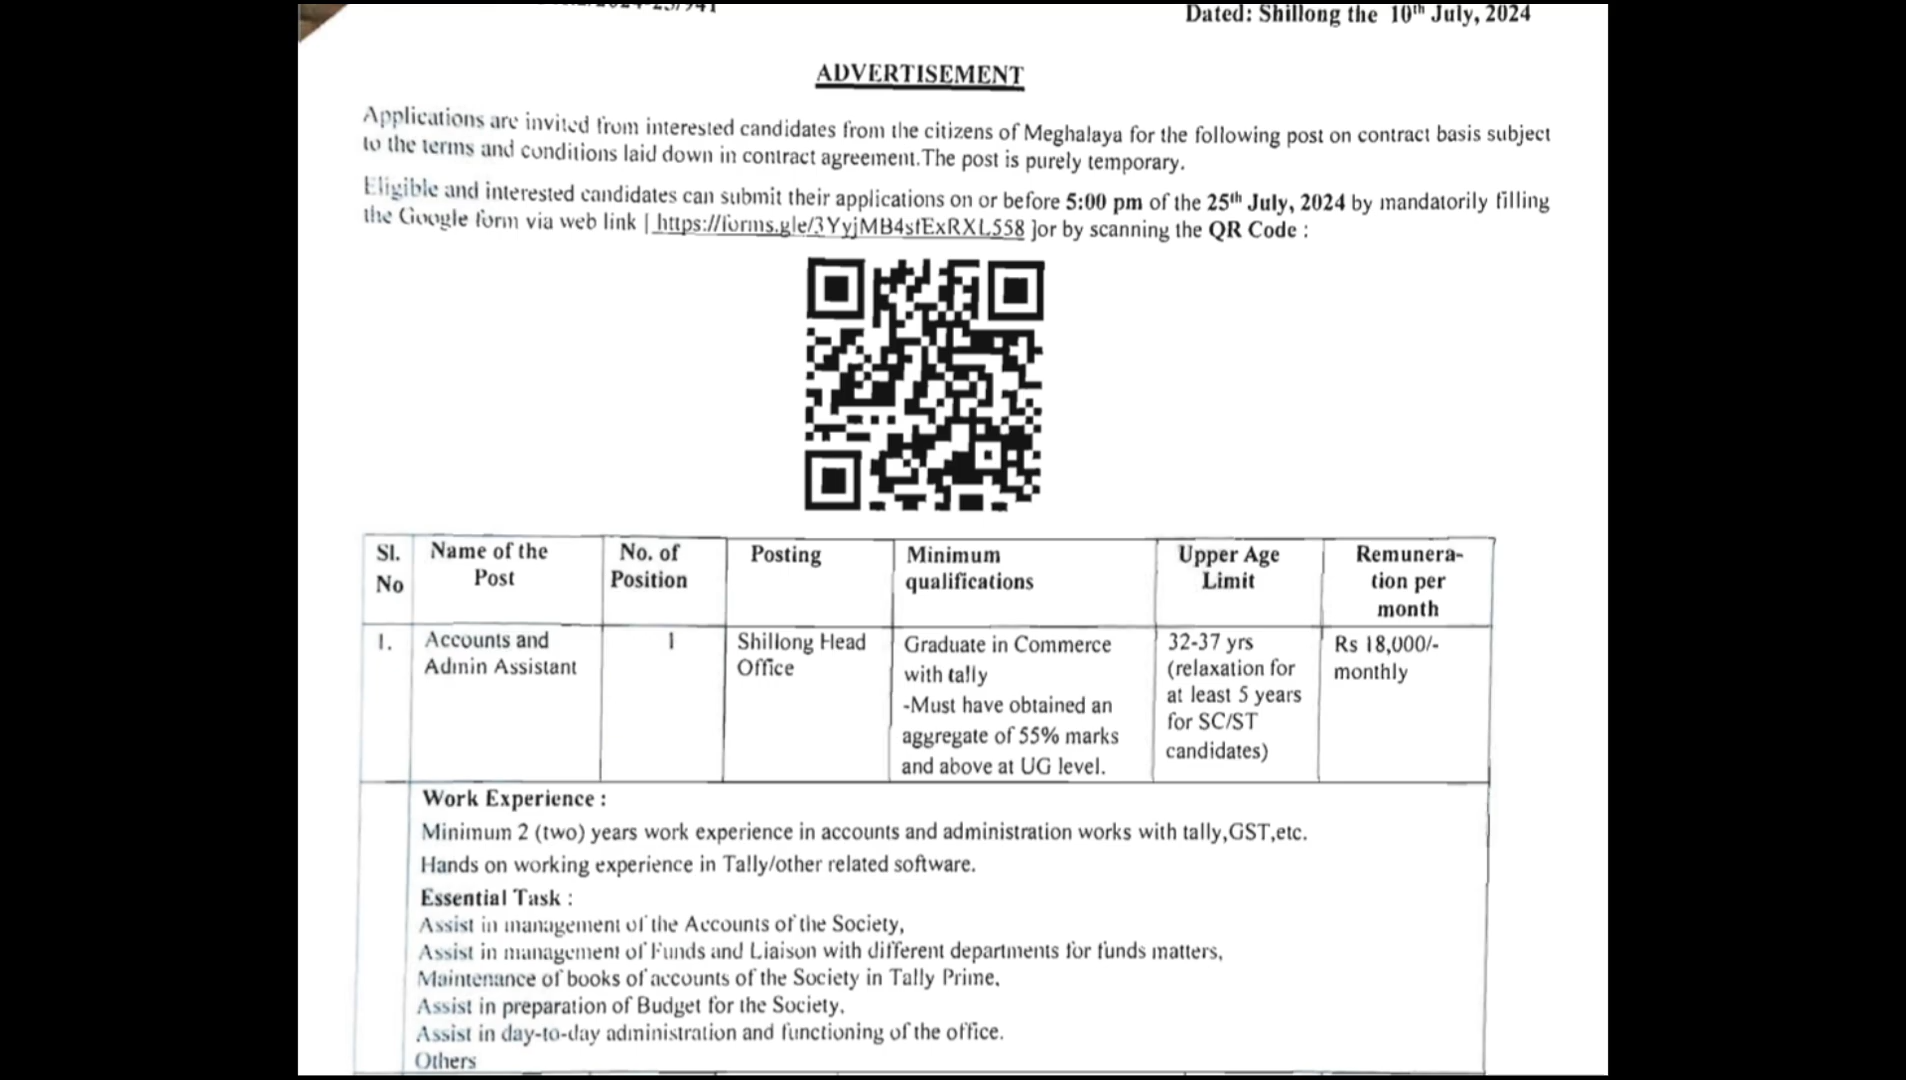 Dated: Shillong the 10th July, 2024
ADVERTISEMENT
Applications are invited from interested candidates from the citizens of Meghalaya for the following post on contract basis subject
to the terms and conditions laid down in contract agreement.The post is purely temporary.
Eligible and interested candidates can submit their applications on or before 5:00 pm of the 25th July, 2024 by mandatorily filling
the Google form via web link [ https://forms.gle/3YyjMB4sfExRXL558 ]or by scanning the QR Code :
Sl. No
Name of the Post
No. of Position
Posting
Minimum qualifications
Upper Age Limit
Remunera-
tion per
month
1.
Accounts and
Admin Assistant
1
Shillong Head
Office
Graduate in Commerce
with tally
-Must have obtained an
aggregate of 55% marks
and above at UG level.
32-37 yrs
(relaxation for
at least 5 years
for SC/ST
candidates)
Rs 18,000/-
monthly
Work Experience :
Minimum 2 (two) years work experience in accounts and administration works with tally,GST,etc.
Hands on working experience in Tally/other related software.
Essential Task :
Assist in management of the Accounts of the Society,
Assist in management of Funds and Liaison with different departments for funds matters,
Maintenance of books of accounts of the Society in Tally Prime.
Assist in preparation of Budget for the Society.
Assist in day-to-day administration and functioning of the office.
Others